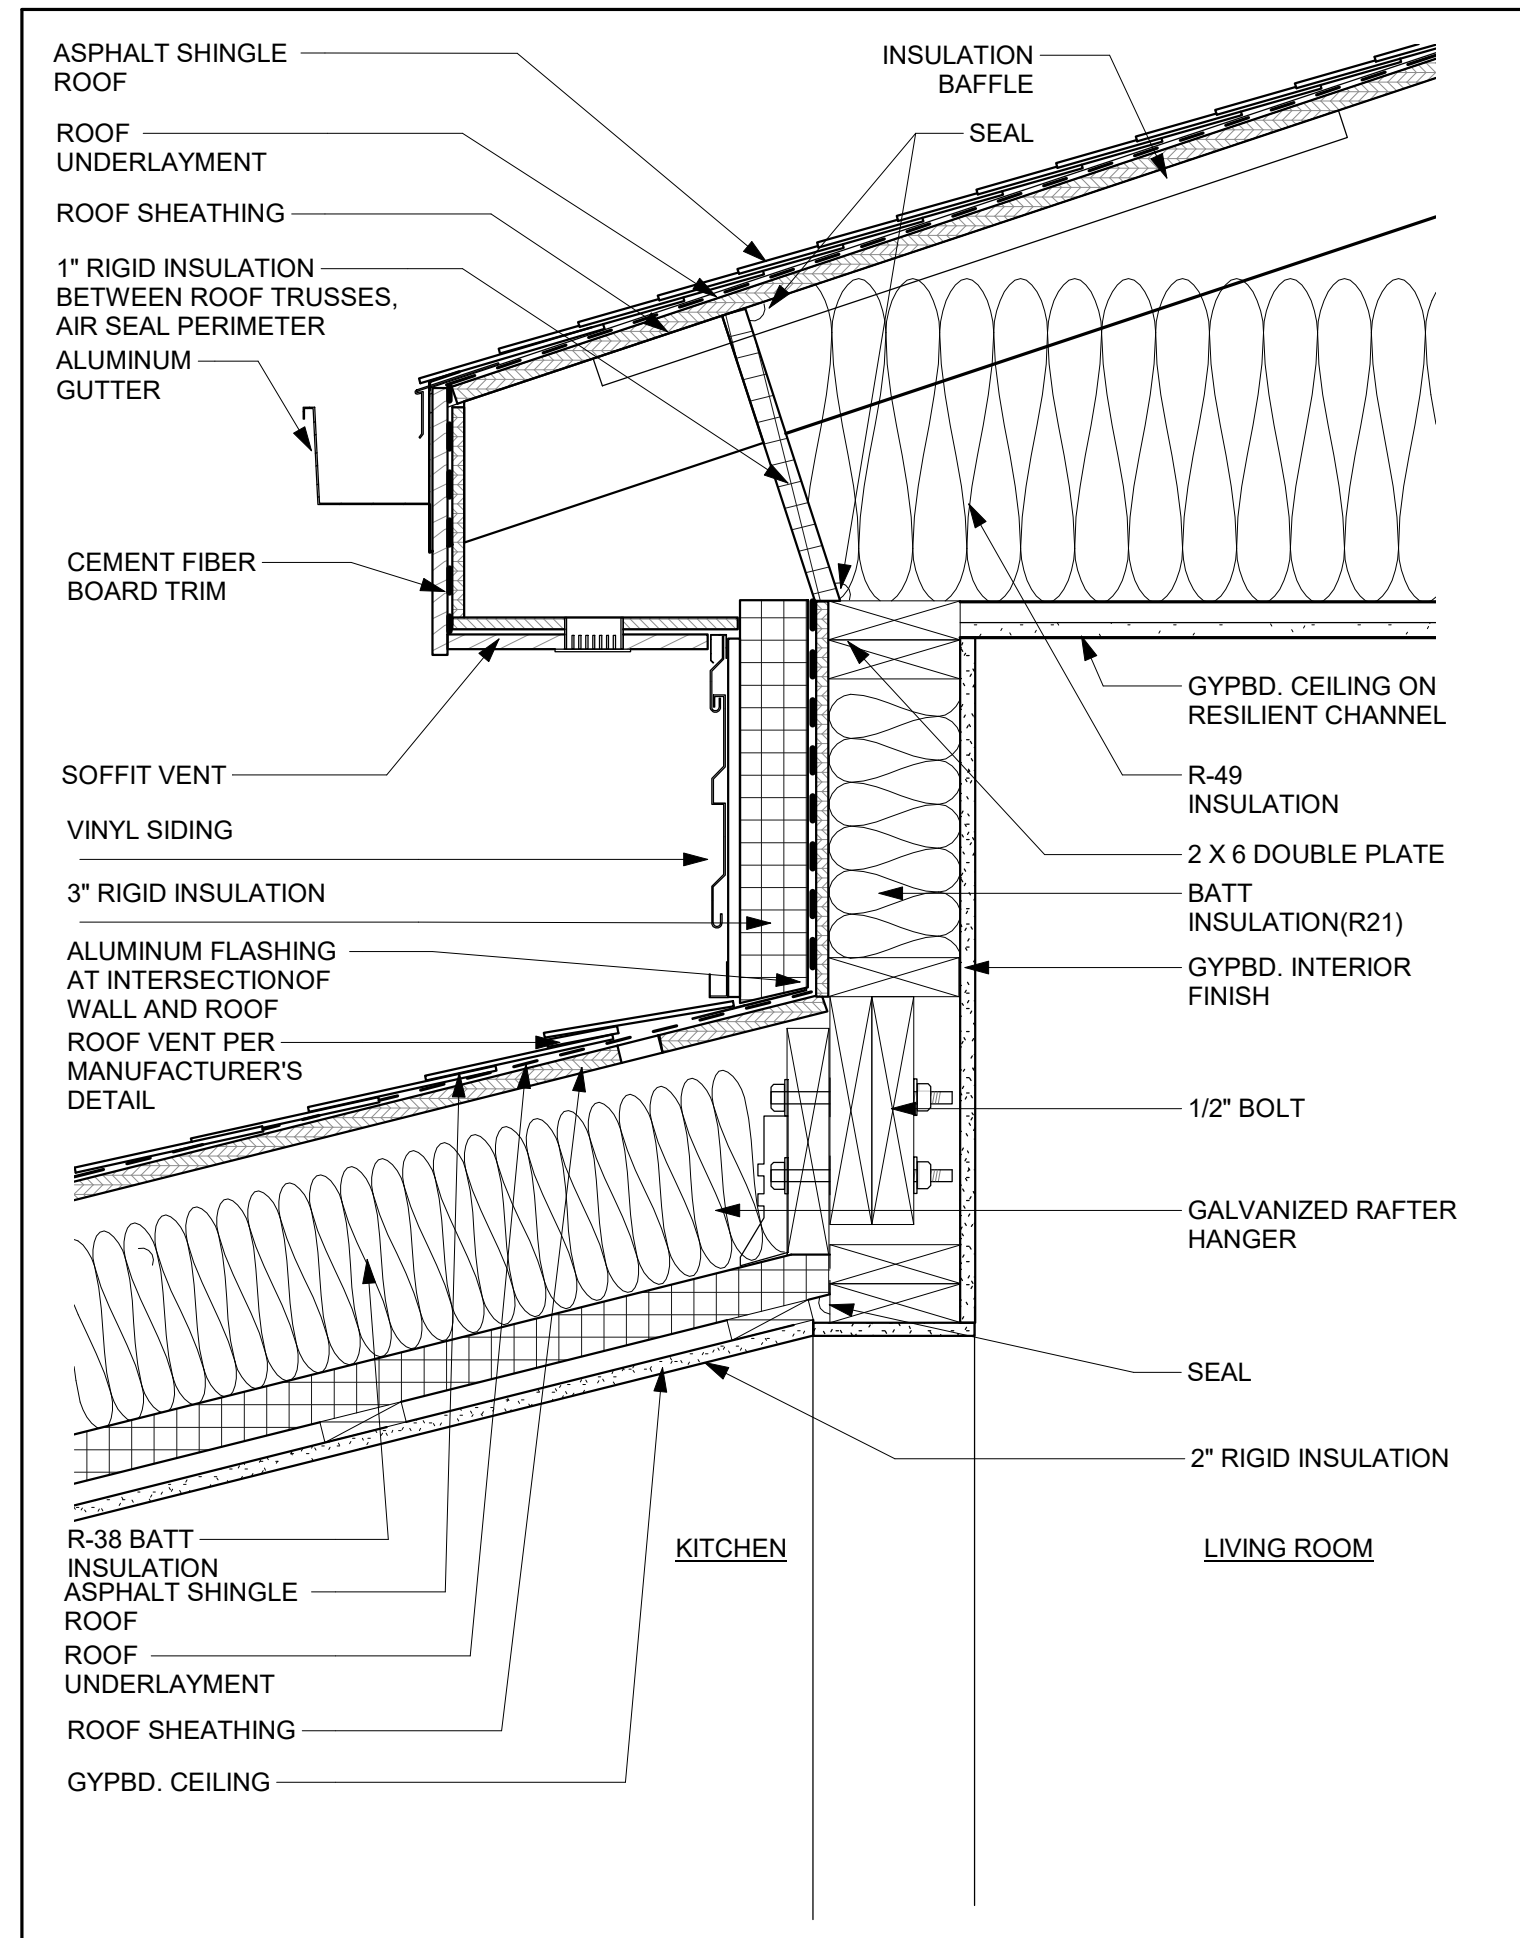 ASPHALT SHINGLE
ROOF
ROOF
UNDERLAYMENT
ROOF SHEATHING
1" RIGID INSULATION
BETWEEN ROOF TRUSSES,
AIR SEAL PERIMETER
ALUMINUM
GUTTER
CEMENT FIBER
BOARD TRIM
SOFFIT VENT
VINYL SIDING
3" RIGID INSULATION
ALUMINUM FLASHING
AT INTERSECTIONOF
WALL AND ROOF
ROOF VENT PER
MANUFACTURER'S
DETAIL
R-38 BATT
INSULATION
ASPHALT SHINGLE
ROOF
ROOF
UNDERLAYMENT
ROOF SHEATHING
GYPBD. CEILING
INSULATION
BAFFLE
SEAL
GYPBD. CEILING ON
RESILIENT CHANNEL
R-49
INSULATION
2 X 6 DOUBLE PLATE
BATT
INSULATION(R21)
GYPBD. INTERIOR
FINISH
1/2" BOLT
GALVANIZED RAFTER
HANGER
SEAL
2" RIGID INSULATION
KITCHEN
LIVING ROOM